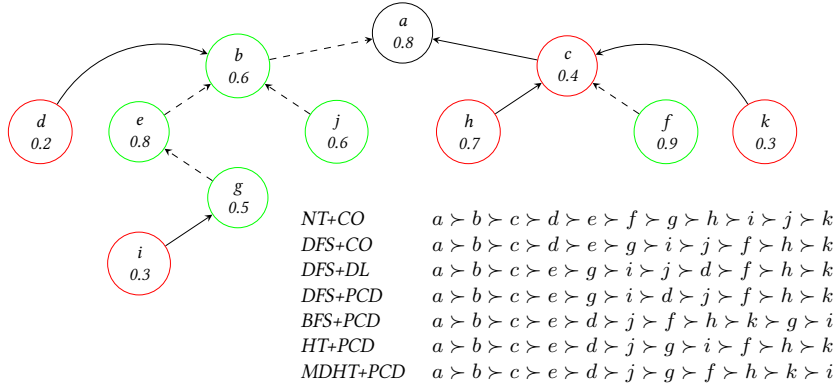 a
0.8
b
0.6
c
0.4
d
0.2
e
0.8
j
0.6
h
0.7
f
0.9
k
0.3
g
0.5
i
0.3
NT+CO a ≻ b ≻ c ≻ d ≻ e ≻ f ≻ g ≻ h ≻ i ≻ j ≻ k
DFS+CO a ≻ b ≻ c ≻ d ≻ e ≻ g ≻ i ≻ j ≻ f ≻ h ≻ k
DFS+DL a ≻ b ≻ c ≻ e ≻ g ≻ i ≻ j ≻ d ≻ f ≻ h ≻ k
DFS+PCD a ≻ b ≻ c ≻ e ≻ g ≻ i ≻ d ≻ j ≻ f ≻ h ≻ k
BFS+PCD a ≻ b ≻ c ≻ e ≻ d ≻ j ≻ f ≻ h ≻ k ≻ g ≻ i
HT+PCD a ≻ b ≻ c ≻ e ≻ d ≻ j ≻ g ≻ i ≻ f ≻ h ≻ k
MDHT+PCD a ≻ b ≻ c ≻ e ≻ d ≻ j ≻ g ≻ f ≻ h ≻ k ≻ i